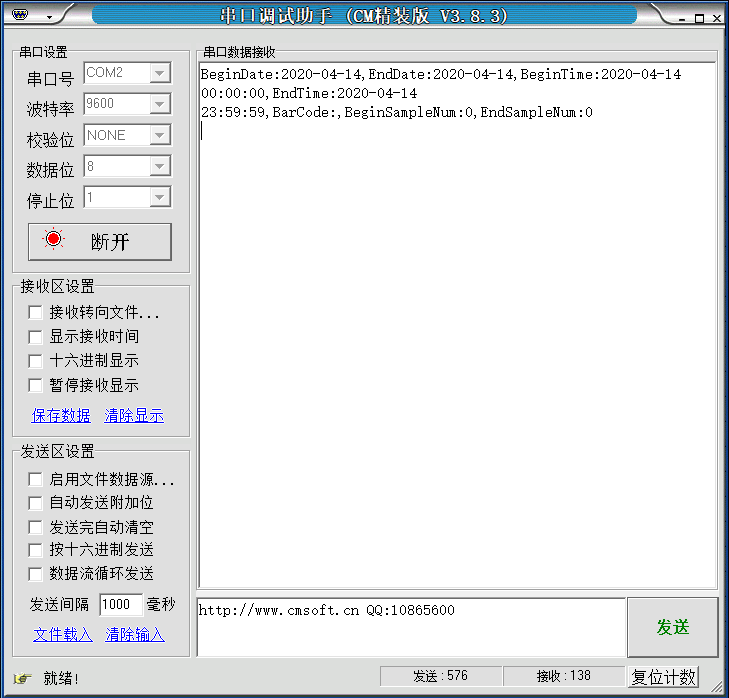 串口调试助手 (CM精装版 V3.8.3)
串口设置
串口号 COM2
波特率 9600
校验位 NONE
数据位 8
停止位 1
断开
接收区设置
接收转向文件...
显示接收时间
十六进制显示
暂停接收显示
保存数据 清除显示
发送区设置
启用文件数据源...
自动发送附加位
发送完自动清空
按十六进制发送
数据流循环发送
发送间隔 1000 毫秒
文件载入 清除输入
串口数据接收
BeginDate:2020-04-14,EndDate:2020-04-14,BeginTime:2020-04-14
00:00:00,EndTime:2020-04-14
23:59:59,BarCode:,BeginSampleNum:0,EndSampleNum:0
http://www.cmsoft.cn QQ:10865600
发送
就绪!
发送:576
接收:138
复位计数